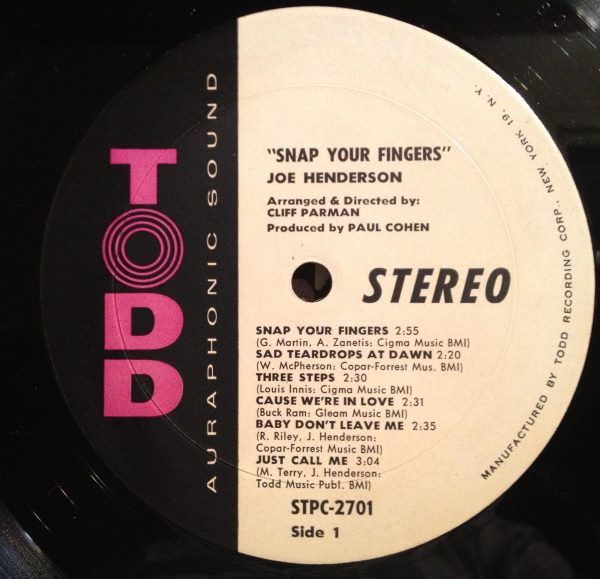 TODD
AURAPHONIC SOUND
"SNAP YOUR FINGERS"
JOE HENDERSON
Arranged & Directed by:
CLIFF PARMAN
Produced by PAUL COHEN
STEREO
SNAP YOUR FINGERS 2:55
(G. Martin, A. Zanetis: Cigma Music BMI)
SAD TEARDROPS AT DAWN 2:20
(W. McPherson: Copar-Forrest Mus. BMI)
THREE STEPS 2:30
(Louis Innis: Cigma Music BMI)
CAUSE WE'RE IN LOVE 2:31
(Buck Ram: Gleam Music BMI)
BABY DON'T LEAVE ME 2:35
(R. Riley, J. Henderson:
Copar-Forrest Music BMI)
JUST CALL ME 3:04
(M. Terry, J. Henderson:
Todd Music Publ. BMI)
STPC-2701
Side 1
MANUFACTURED BY TODD RECORDING CORP., NEW YORK 19, N. Y.